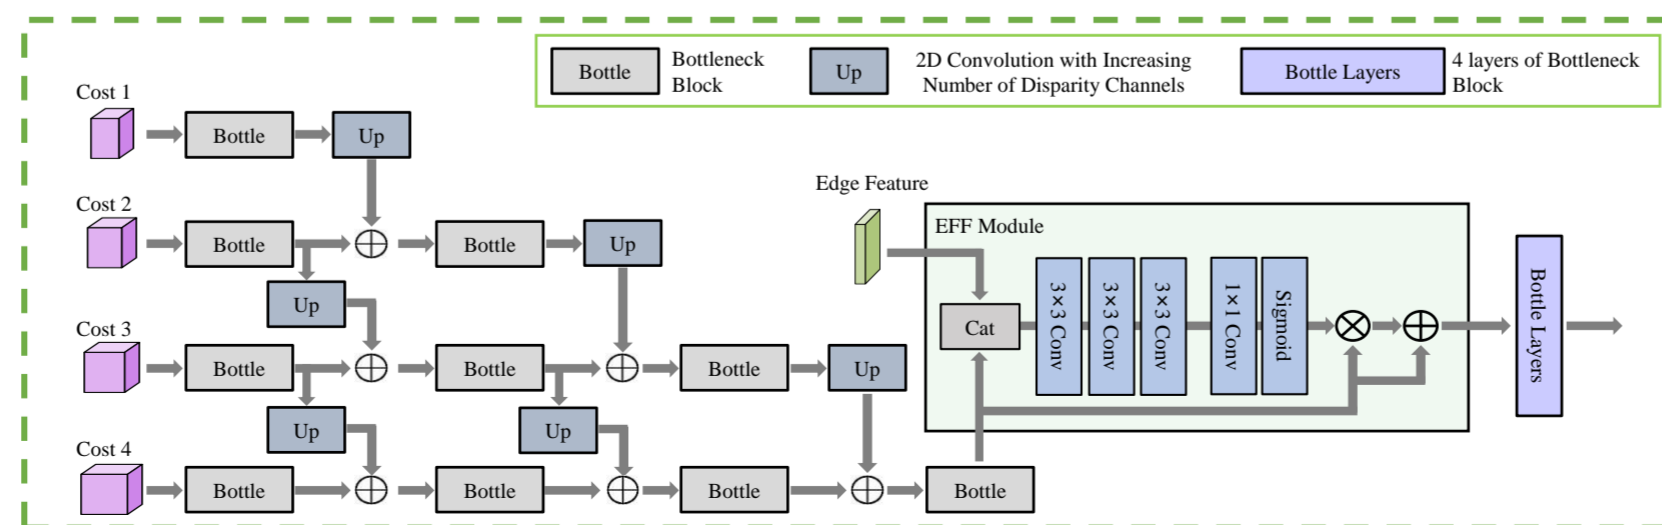 Bottle
Bottleneck
Block
Up
2D Convolution with Increasing
Number of Disparity Channels
Bottle Layers
4 layers of Bottleneck
Block
Cost 1
Bottle
Up
Cost 2
Bottle
Bottle
Up
Up
Edge Feature
EFF Module
Cat
3×3 Conv
3×3 Conv
3×3 Conv
1×1 Conv
Sigmoid
Bottle Layers
Cost 3
Bottle
Bottle
Bottle
Up
Up
Up
Cost 4
Bottle
Bottle
Bottle
Bottle